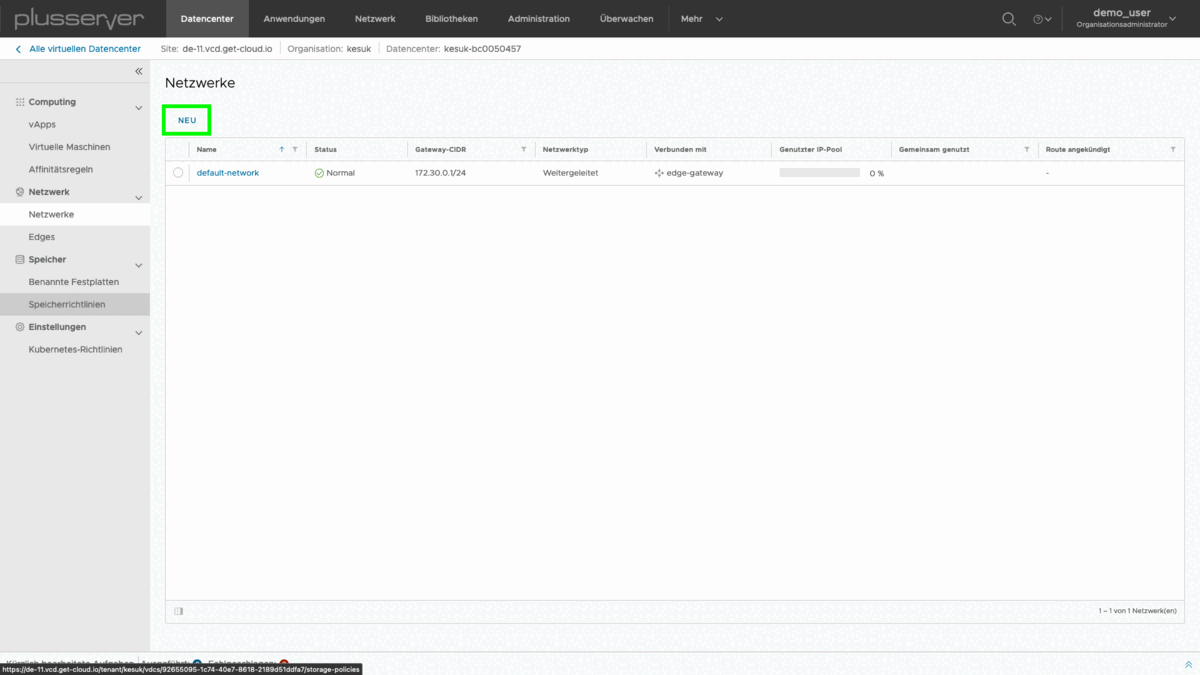 plusserver
Datencenter
Anwendungen
Netzwerk
Bibliotheken
Administration
Überwachen
Mehr
demo_user
Organisationsadministrator
Alle virtuellen Datencenter
Site: de-11.vcd.get-cloud.io
Organisation: kesuk
Datencenter: kesuk-bc0050457
Computing
vApps
Virtuelle Maschinen
Affinitätsregeln
Netzwerk
Netzwerke
Edges
Speicher
Benannte Festplatten
Speicherrichtlinien
Einstellungen
Kubernetes-Richtlinien
Netzwerke
NEU
Name Status Gateway-CIDR Netzwerktyp Verbunden mit Genutzter IP-Pool Gemeinsam genutzt Route angekündigt
default-network Normal 172.30.0.1/24 Weitergeleitet edge-gateway 0 % -
1 – 1 von 1 Netzwerk(en)
https://de-11.vcd.get-cloud.io/tenant/kesuk/vdcs/92655095-1c74-40e7-8618-2189d51ddfa7/storage-policies